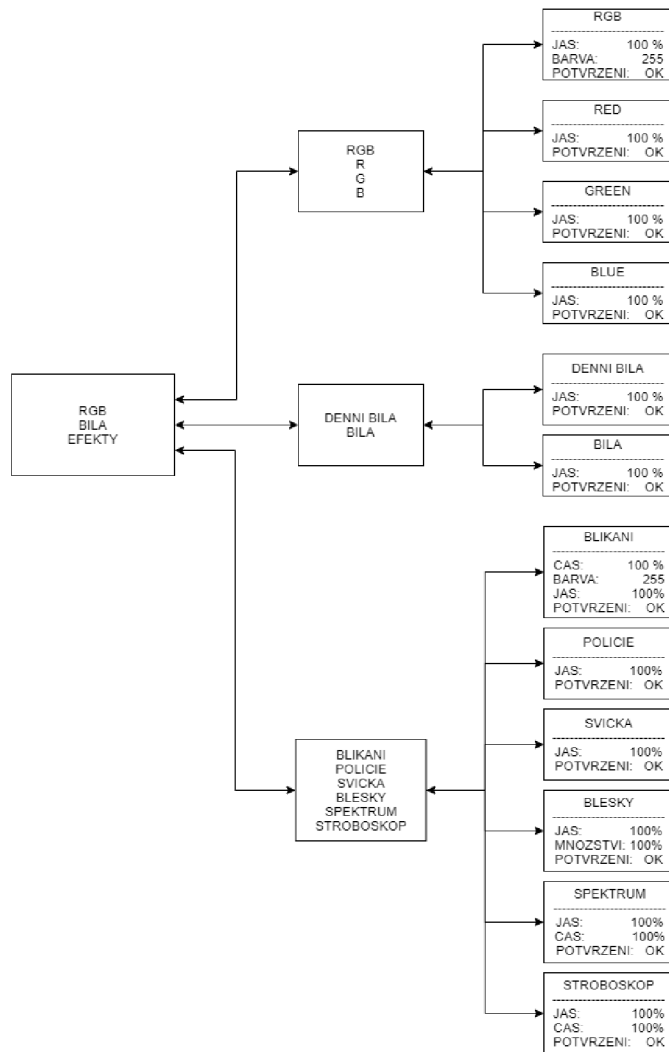 RGB
BILA
EFEKTY
RGB
R
G
B
RGB
JAS: 100 %
BARVA: 255
POTVRZENI: OK
RED
JAS: 100 %
POTVRZENI: OK
GREEN
JAS: 100 %
POTVRZENI: OK
BLUE
JAS: 100 %
POTVRZENI: OK
DENNI BILA
BILA
DENNI BILA
JAS: 100 %
POTVRZENI: OK
BILA
JAS: 100 %
POTVRZENI: OK
BLIKANI
POLICIE
SVICKA
BLESKY
SPEKTRUM
STROBOSKOP
BLIKANI
CAS: 100 %
BARVA: 255
JAS: 100%
POTVRZENI: OK
POLICIE
JAS: 100%
POTVRZENI: OK
SVICKA
JAS: 100%
POTVRZENI: OK
BLESKY
JAS: 100%
MNOZSTVI: 100%
POTVRZENI: OK
SPEKTRUM
JAS: 100%
CAS: 100%
POTVRZENI: OK
STROBOSKOP
JAS: 100%
CAS: 100%
POTVRZENI: OK